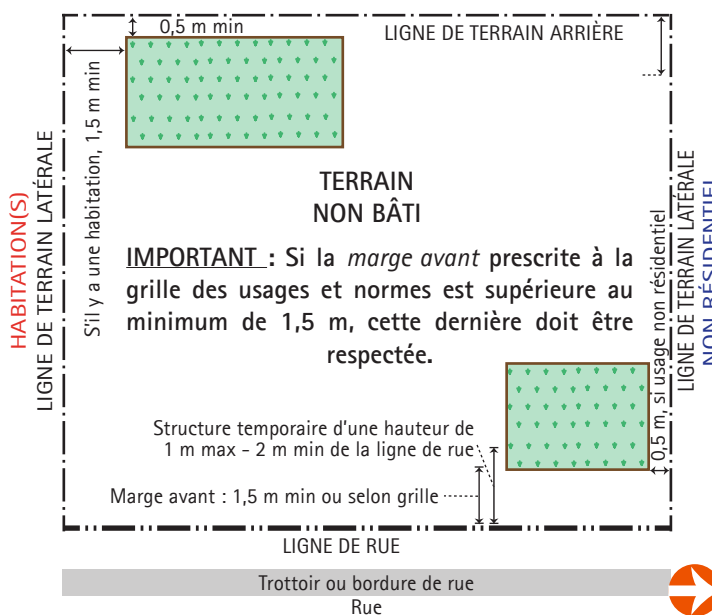 0,5 m min
LIGNE DE TERRAIN ARRIÈRE
HABITATION(S)
LIGNE DE TERRAIN LATÉRALE
S'il y a une habitation, 1,5 m min
TERRAIN
NON BÂTI
IMPORTANT : Si la marge avant prescrite à la
grille des usages et normes est supérieure au
minimum de 1,5 m, cette dernière doit être
respectée.
0,5 m, si usage non résidentiel
LIGNE DE TERRAIN LATÉRALE
NON RÉSIDENTIEL
Structure temporaire d'une hauteur de
1 m max - 2 m min de la ligne de rue
Marge avant : 1,5 m min ou selon grille
LIGNE DE RUE
Trottoir ou bordure de rue
Rue